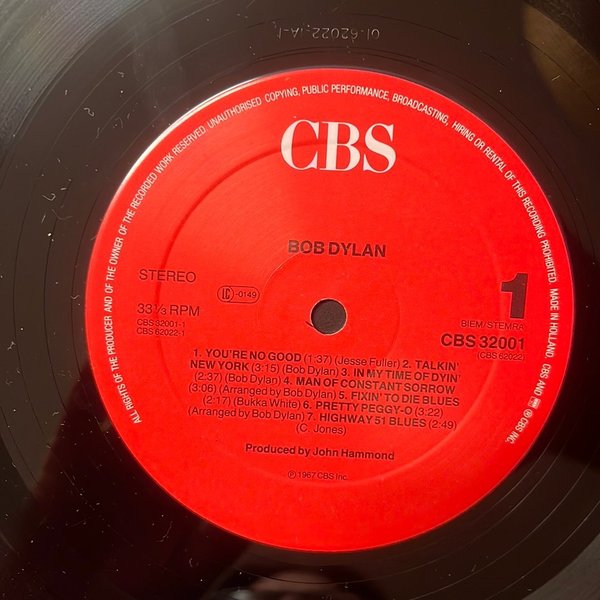 01-62022-1A-1
ALL RIGHTS OF THE PRODUCER AND OF THE OWNER OF THE RECORDED WORK RESERVED. UNAUTHORISED COPYING, PUBLIC PERFORMANCE, BROADCASTING, HIRING OR RENTAL OF THIS RECORDING PROHIBITED. MADE IN HOLLAND. CBS AND ® CBS INC.
CBS
BOB DYLAN
STEREO
LC -0149
1
33⅓ RPM
CBS 32001-1
CBS 62022-1
BIEM/STEMRA
CBS 32001
(CBS 62022)
1. YOU'RE NO GOOD (1:37) (Jesse Fuller) 2. TALKIN'
NEW YORK (3:15) (Bob Dylan) 3. IN MY TIME OF DYIN'
(2:37) (Bob Dylan) 4. MAN OF CONSTANT SORROW
(3:06) (Arranged by Bob Dylan) 5. FIXIN' TO DIE BLUES
(2:17) (Bukka White) 6. PRETTY PEGGY-O (3:22)
(Arranged by Bob Dylan) 7. HIGHWAY 51 BLUES (2:49)
(C. Jones)
Produced by John Hammond
℗ 1967 CBS Inc.